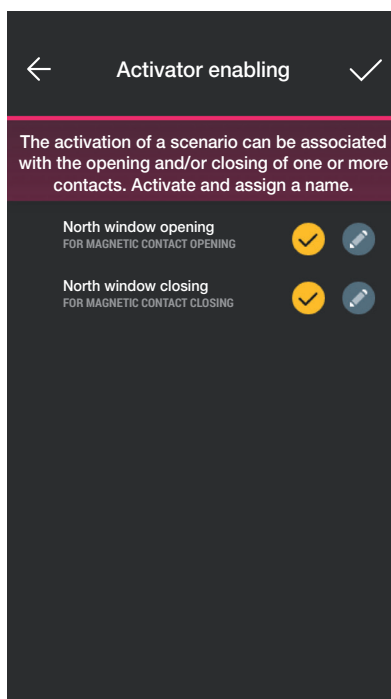 Activator enabling
The activation of a scenario can be associated
with the opening and/or closing of one or more
contacts. Activate and assign a name.
North window opening
FOR MAGNETIC CONTACT OPENING
North window closing
FOR MAGNETIC CONTACT CLOSING